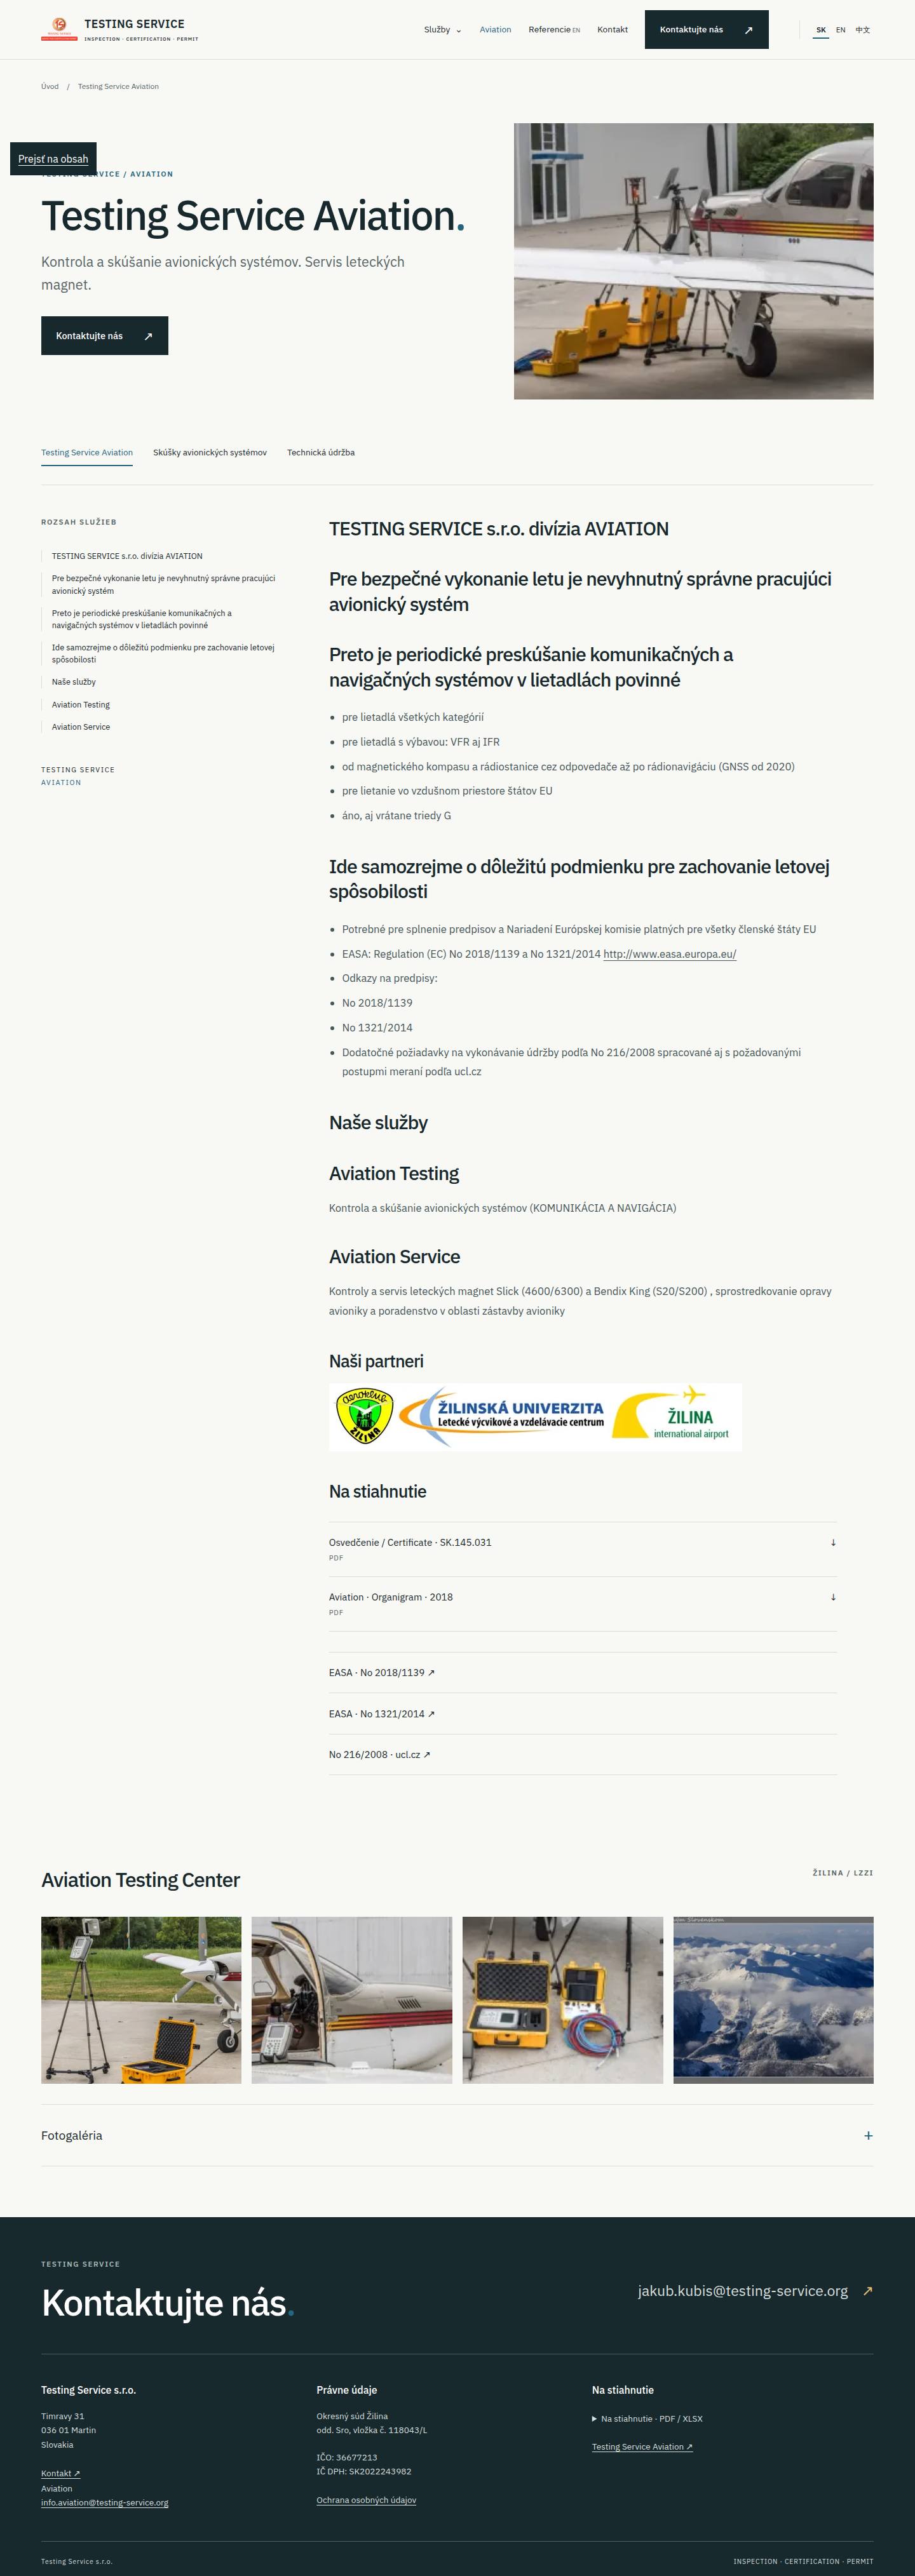 TESTING SERVICE
INSPECTION · CERTIFICATION · PERMIT
Služby
Aviation
Referencie EN
Kontakt
Kontaktujte nás ↗
SK
EN
中文
Úvod / Testing Service Aviation
Prejsť na obsah
SERVICE / AVIATION
Testing Service Aviation.
Kontrola a skúšanie avionických systémov. Servis leteckých
magnet.
Kontaktujte nás ↗
Testing Service Aviation
Skúšky avionických systémov
Technická údržba
ROZSAH SLUŽIEB
TESTING SERVICE s.r.o. divízia AVIATION
Pre bezpečné vykonanie letu je nevyhnutný správne pracujúci
avionický systém
Preto je periodické preskúšanie komunikačných a
navigačných systémov v lietadlách povinné
Ide samozrejme o dôležitú podmienku pre zachovanie letovej
spôsobilosti
Naše služby
Aviation Testing
Aviation Service
TESTING SERVICE
AVIATION
TESTING SERVICE s.r.o. divízia AVIATION
Pre bezpečné vykonanie letu je nevyhnutný správne pracujúci
avionický systém
Preto je periodické preskúšanie komunikačných a
navigačných systémov v lietadlách povinné
• pre lietadlá všetkých kategórií
• pre lietadlá s výbavou: VFR aj IFR
• od magnetického kompasu a rádiostanice cez odpovedače až po rádionavigáciu (GNSS od 2020)
• pre lietanie vo vzdušnom priestore štátov EU
• áno, aj vrátane triedy G
Ide samozrejme o dôležitú podmienku pre zachovanie letovej
spôsobilosti
• Potrebné pre splnenie predpisov a Nariadení Európskej komisie platných pre všetky členské štáty EU
• EASA: Regulation (EC) No 2018/1139 a No 1321/2014 http://www.easa.europa.eu/
• Odkazy na predpisy:
• No 2018/1139
• No 1321/2014
• Dodatočné požiadavky na vykonávanie údržby podľa No 216/2008 spracované aj s požadovanými
postupmi meraní podľa ucl.cz
Naše služby
Aviation Testing
Kontrola a skúšanie avionických systémov (KOMUNIKÁCIA A NAVIGÁCIA)
Aviation Service
Kontroly a servis leteckých magnet Slick (4600/6300) a Bendix King (S20/S200) , sprostredkovanie opravy
avioniky a poradenstvo v oblasti zástavby avioniky
Naši partneri
aeroklub
ŽILINA
ŽILINSKÁ UNIVERZITA
Letecké výcvikové a vzdelávacie centrum
ŽILINA
international airport
Na stiahnutie
Osvedčenie / Certificate · SK.145.031 ↓
PDF
Aviation · Organigram · 2018 ↓
PDF
EASA · No 2018/1139 ↗
EASA · No 1321/2014 ↗
No 216/2008 · ucl.cz ↗
Aviation Testing Center
ŽILINA / LZZI
Fotogaléria +
TESTING SERVICE
Kontaktujte nás.
jakub.kubis@testing-service.org ↗
Testing Service s.r.o.
Timravy 31
036 01 Martin
Slovakia
Kontakt ↗
Aviation
info.aviation@testing-service.org
Právne údaje
Okresný súd Žilina
odd. Sro, vložka č. 118043/L
IČO: 36677213
IČ DPH: SK2022243982
Ochrana osobných údajov
Na stiahnutie
▶ Na stiahnutie · PDF / XLSX
Testing Service Aviation ↗
Testing Service s.r.o.
INSPECTION · CERTIFICATION · PERMIT